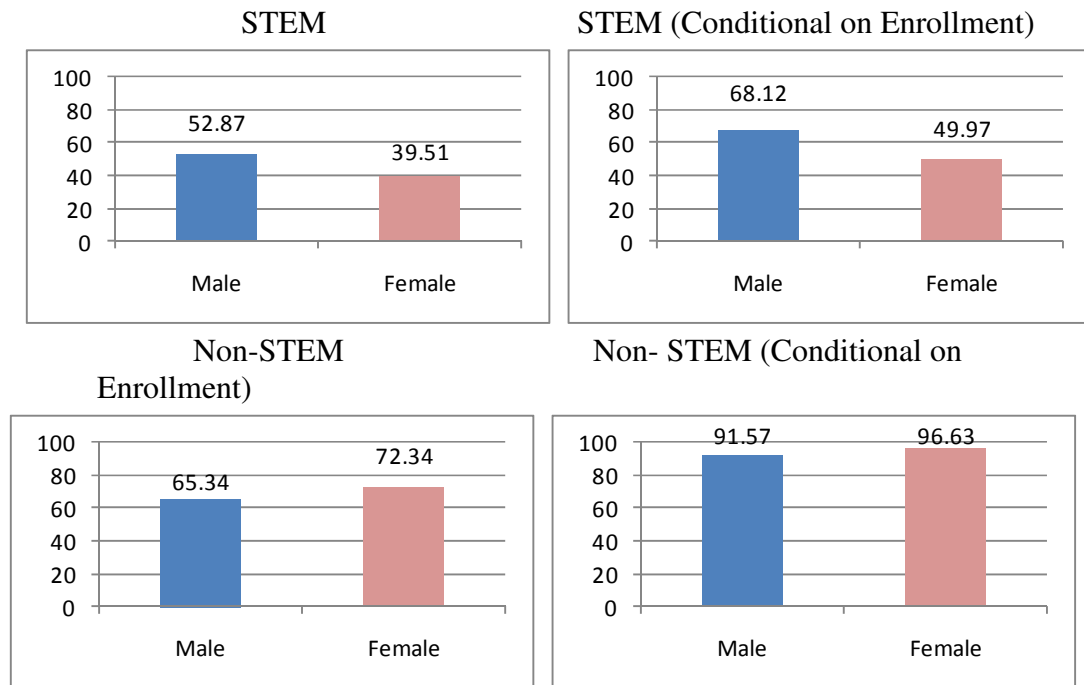 STEM
STEM (Conditional on Enrollment)
100
80
60
40
20
0
52.87
39.51
Male
Female
100
80
60
40
20
0
68.12
49.97
Male
Female
Non-STEM
Non- STEM (Conditional on
Enrollment)
100
80
60
40
20
0
65.34
72.34
Male
Female
100
80
60
40
20
0
91.57
96.63
Male
Female